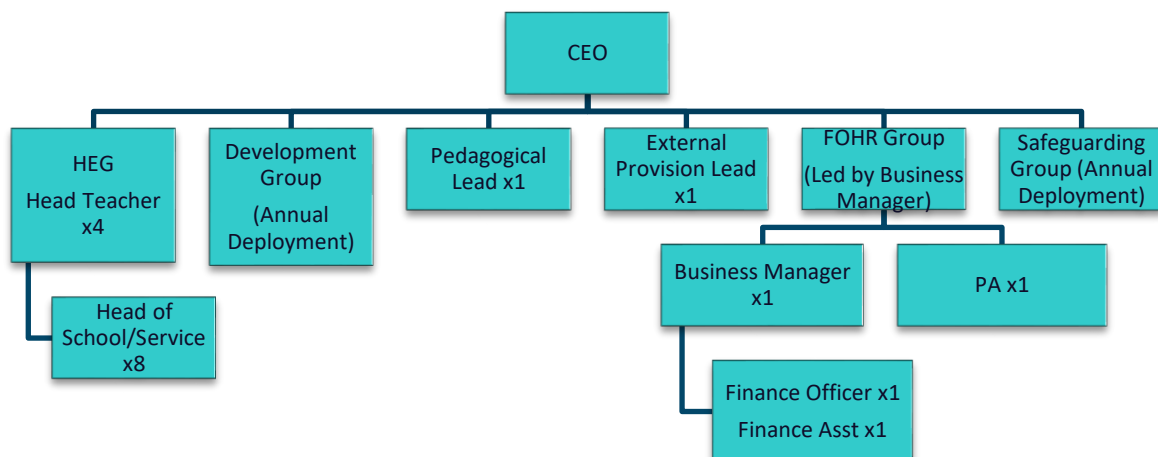 CEO
HEG
Head Teacher
x4
Development
Group
(Annual
Deployment)
Pedagogical
Lead x1
External
Provision Lead
x1
FOHR Group
(Led by Business
Manager)
Safeguarding
Group (Annual
Deployment)
Head of
School/Service
x8
Business Manager
x1
PA x1
Finance Officer x1
Finance Asst x1